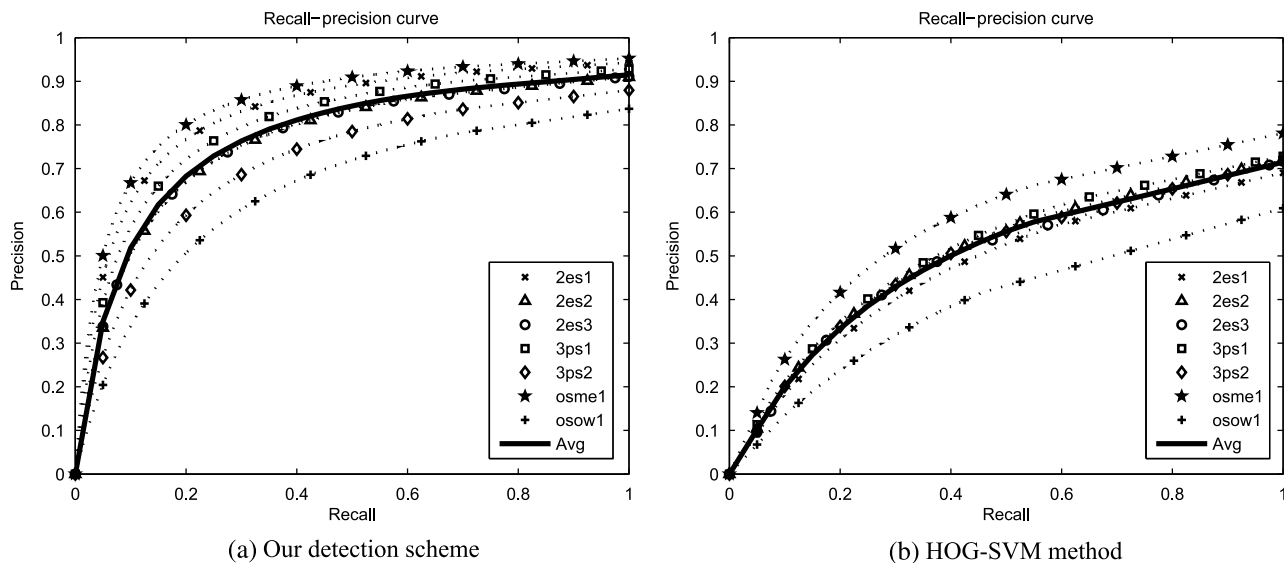 Recall−precision curve
1
0.9
0.8
0.7
0.6
0.5
0.4
0.3
0.2
0.1
0
Precision
0
0.2
0.4
0.6
0.8
1
Recall
2es1
2es2
2es3
3ps1
3ps2
osme1
osow1
Avg
(a) Our detection scheme
Recall−precision curve
1
0.9
0.8
0.7
0.6
0.5
0.4
0.3
0.2
0.1
0
Precision
0
0.2
0.4
0.6
0.8
1
Recall
2es1
2es2
2es3
3ps1
3ps2
osme1
osow1
Avg
(b) HOG-SVM method